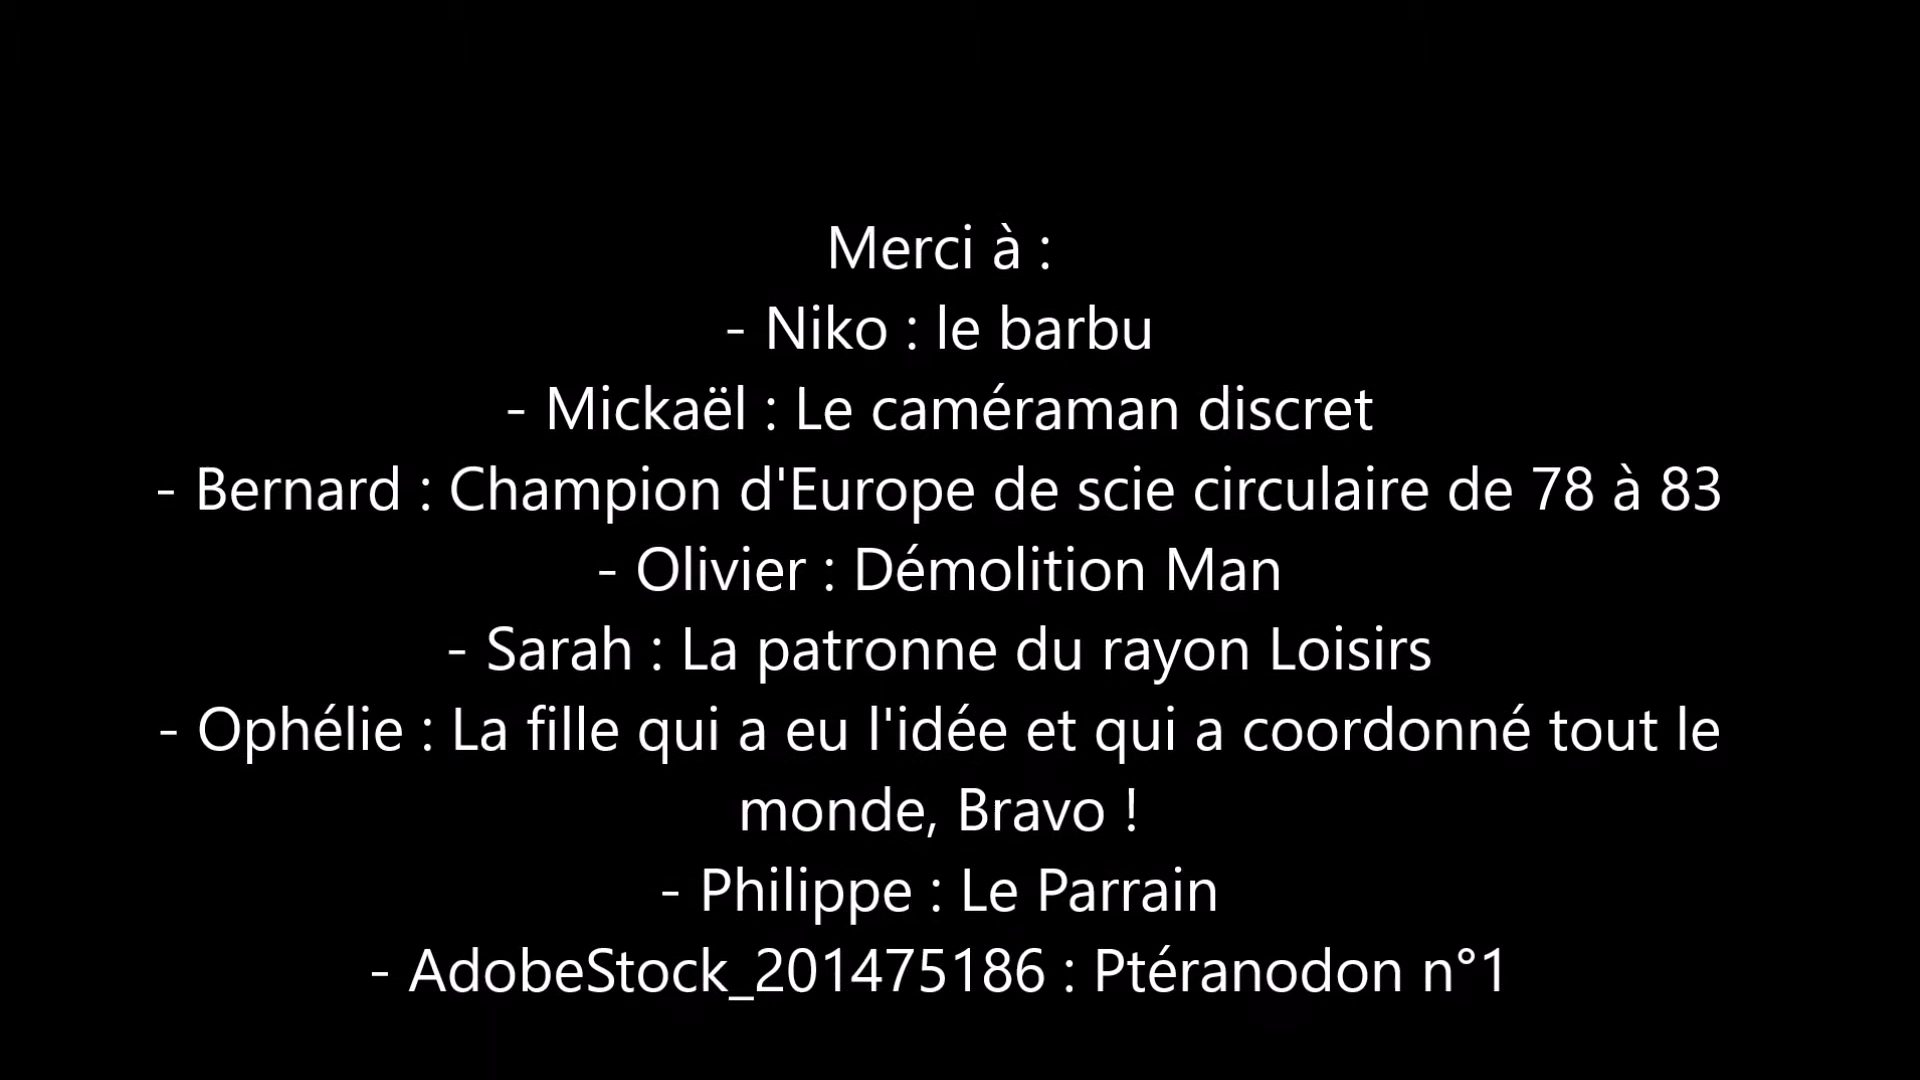 Merci à :
- Niko : le barbu
- Mickaël : Le caméraman discret
- Bernard : Champion d'Europe de scie circulaire de 78 à 83
- Olivier : Démolition Man
- Sarah : La patronne du rayon Loisirs
- Ophélie : La fille qui a eu l'idée et qui a coordonné tout le
monde, Bravo !
- Philippe : Le Parrain
- AdobeStock_201475186 : Ptéranodon n°1